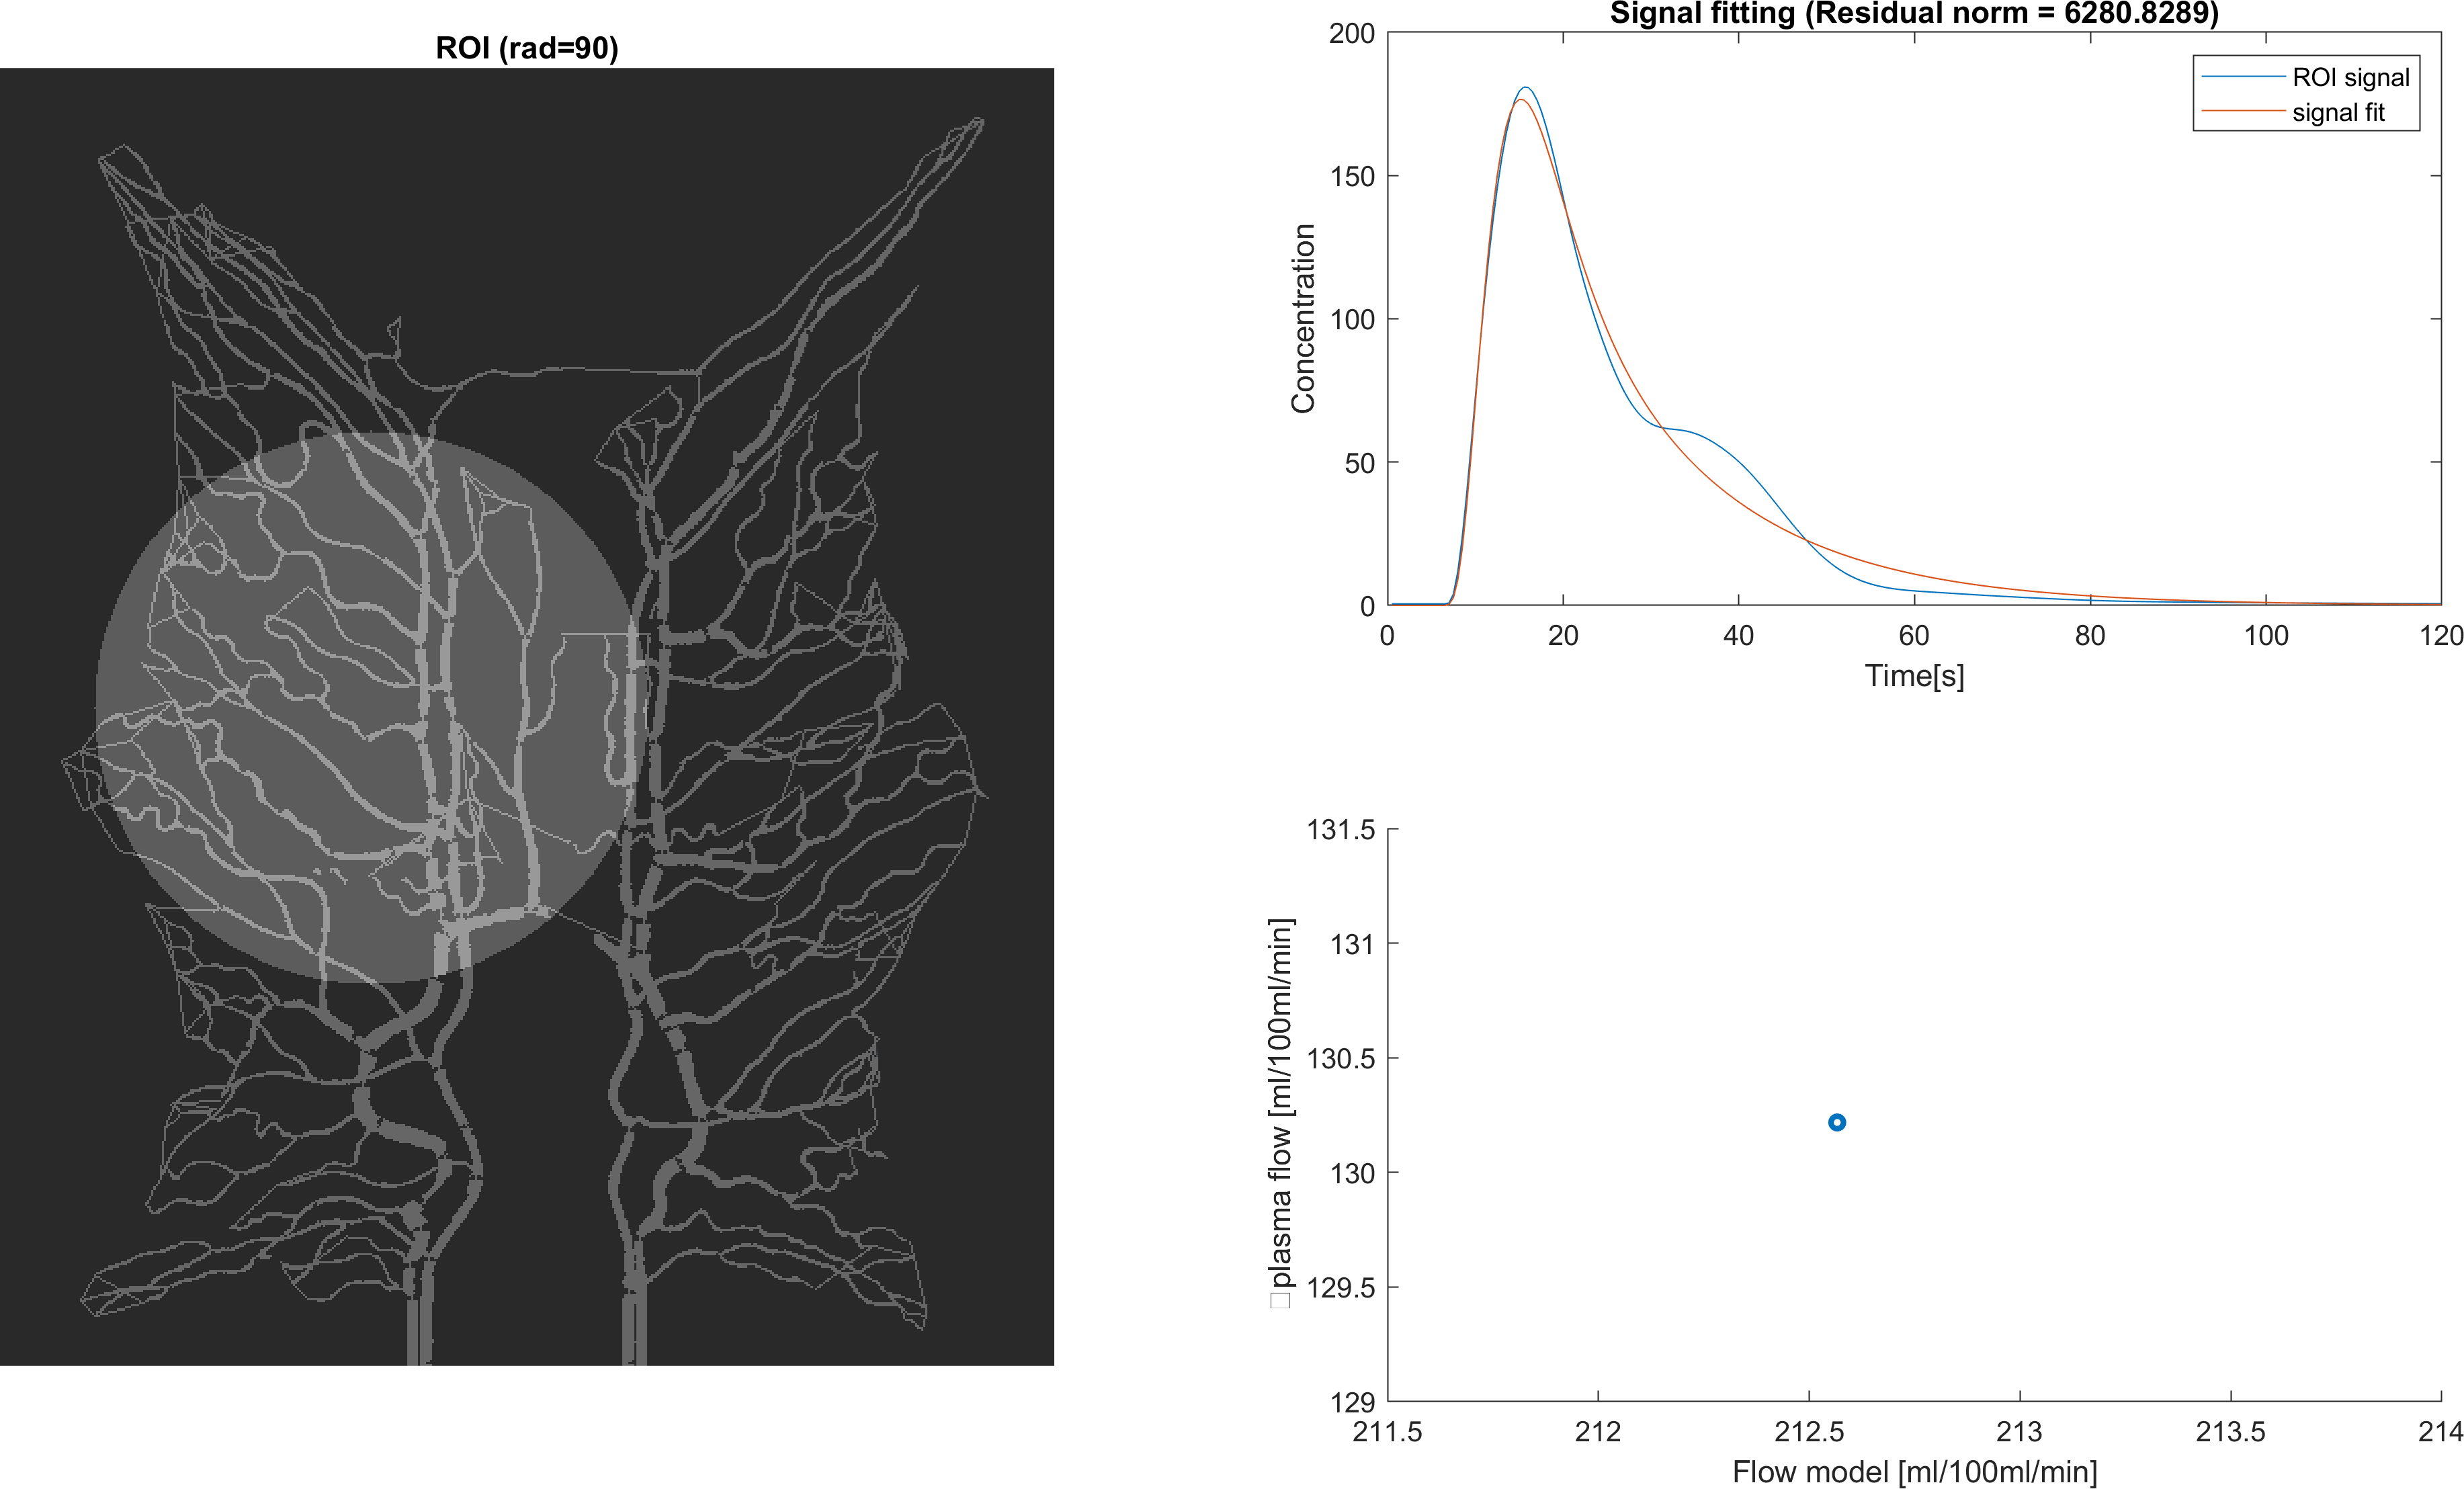 ROI (rad=90)
Signal fitting (Residual norm = 6280.8289)
200
150
100
50
0
Concentration
ROI signal
signal fit
0 20 40 60 80 100 120
Time[s]
131.5
131
130.5
130
129.5
129
□plasma flow [ml/100ml/min]
211.5 212 212.5 213 213.5 214
Flow model [ml/100ml/min]